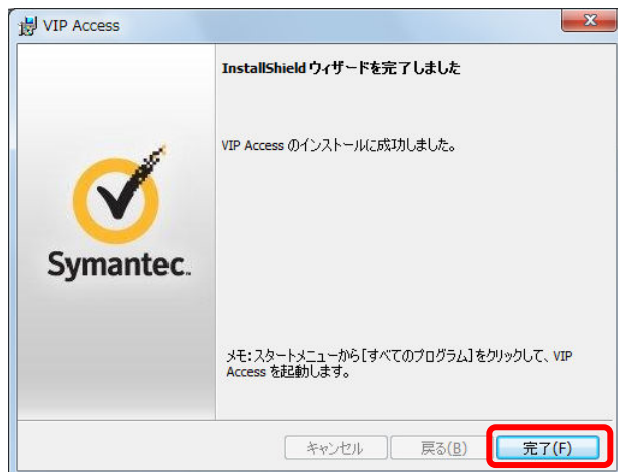 VIP Access
InstallShield ウィザードを完了しました
VIP Access のインストールに成功しました。
Symantec.
メモ: スタートメニューから[すべてのプログラム]をクリックして、VIP
Access を起動します。
キャンセル
戻る(B)
完了(F)